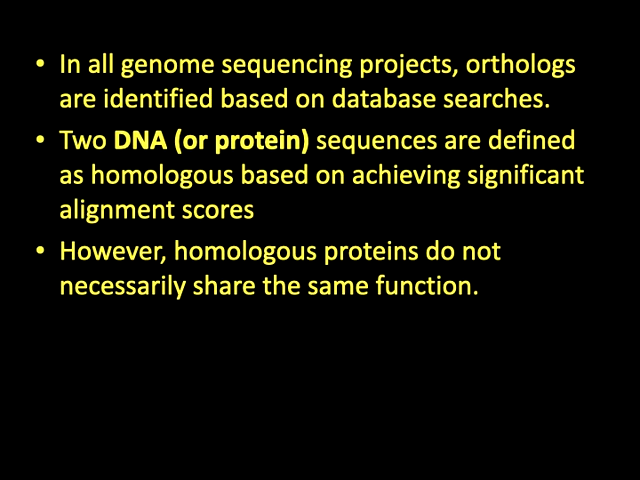 • In all genome sequencing projects, orthologs
are identified based on database searches.
• Two DNA (or protein) sequences are defined
as homologous based on achieving significant
alignment scores
• However, homologous proteins do not
necessarily share the same function.